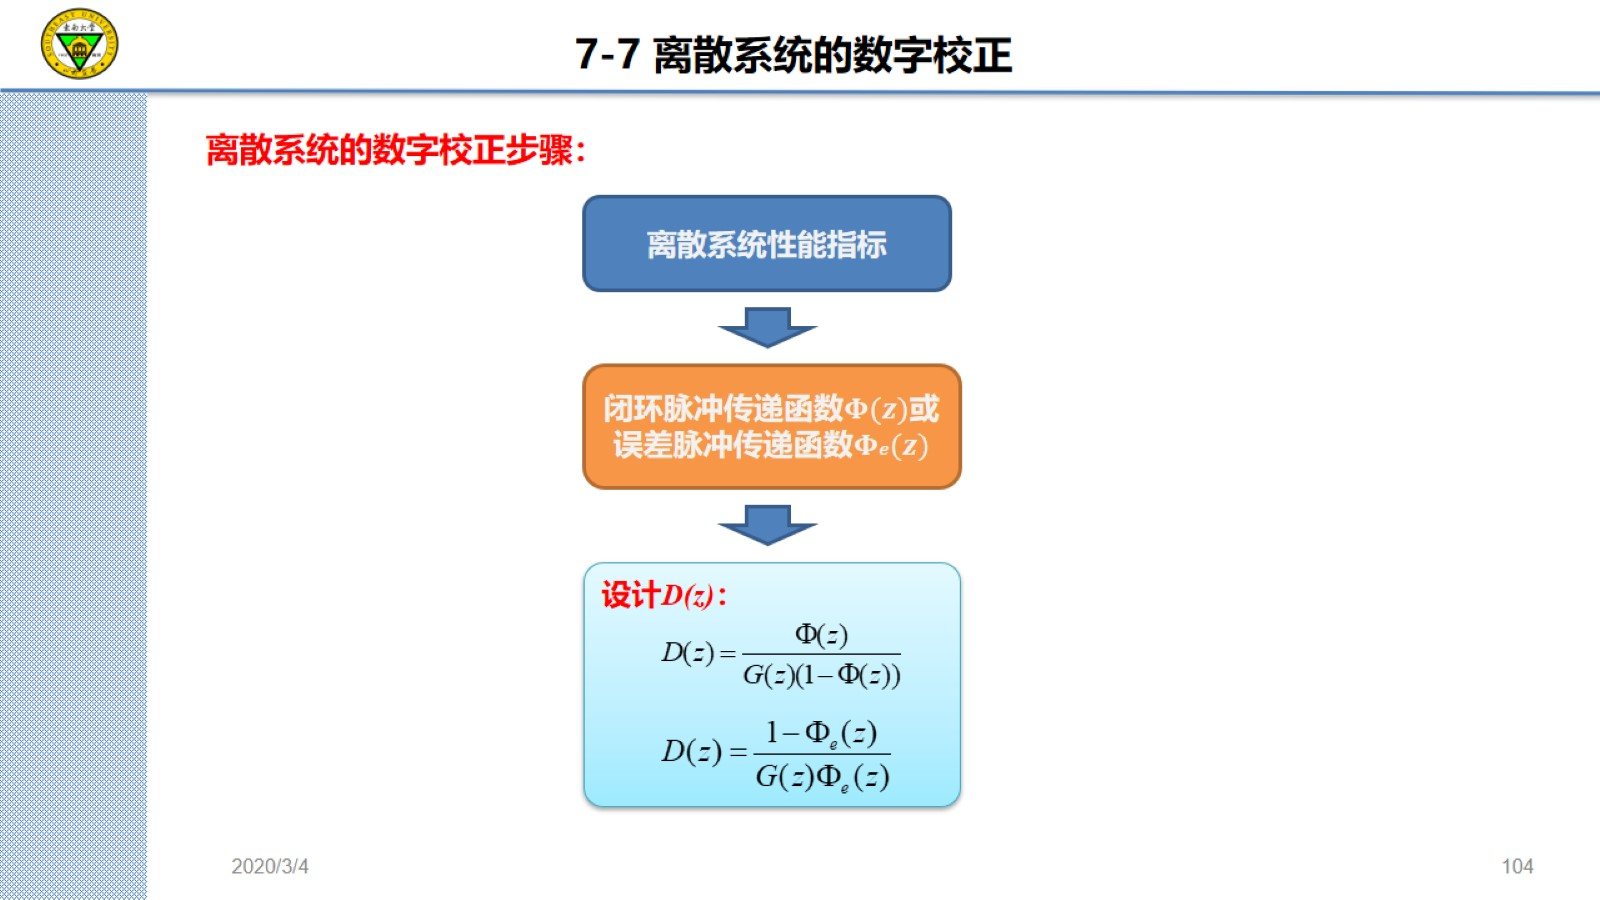 7-7 离散系统的数字校正
离散系统的数字校正步骤：
离散系统性能指标
闭环脉冲传递函数Φ(z)或
误差脉冲传递函数Φe(z)
设计D(z)：
D(z) = Φ(z) / G(z)(1−Φ(z))
D(z) = 1−Φe(z) / G(z)Φe(z)
2020/3/4
104